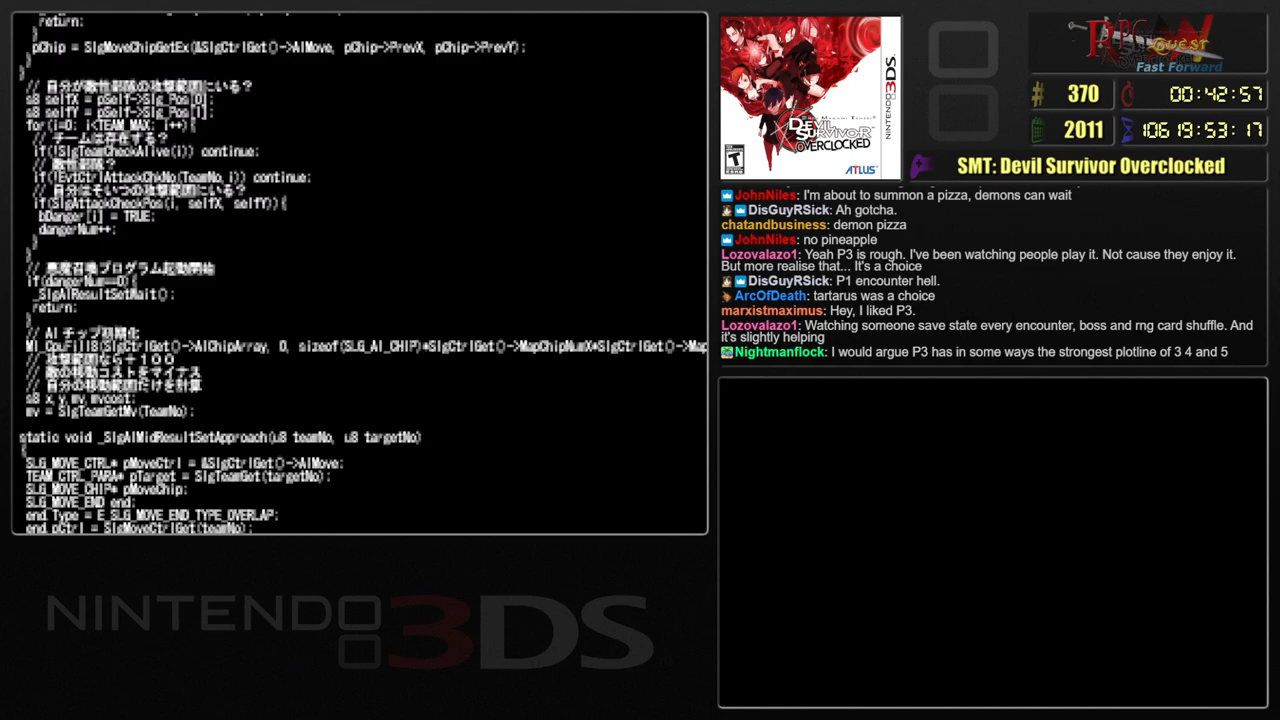 return;
}
pChip = SlgMoveChipGetEx(&SlgCtrlGet()->AIMove, pChip->PrevX, pChip->PrevY);
}
// 自分が敵性部隊の攻撃範囲にいる？
s8 selfX = pSelf->Slg_Pos[0];
s8 selfY = pSelf->Slg_Pos[1];
for(i=0; i<TEAM_MAX; i++){
// チームは存在する？
if(!SlgTeamCheckAlive(i)) continue;
// 敵性部隊？
if(!EvtCtrlAttackChkNo(TeamNo, i)) continue;
// 自分はそいつの攻撃範囲にいる？
if(SlgAttackCheckPos(i, selfX, selfY)){
bDanger[i] = TRUE;
dangerNum++;
}
}
// 悪魔召喚プログラム起動開始
if(dangerNum==0){
_SlgAIResultSetWait();
return;
}
// AI チップ初期化
MI_CpuFill8(SlgCtrlGet()->AIChipArray, 0, sizeof(SLG_AI_CHIP)*SlgCtrlGet()->MapChipNumX*SlgCtrlGet()->Map
// 攻撃範囲なら＋１００
// 敵の移動コストをマイナス
// 自分の移動範囲だけを計算
s8 x,y,mv,mvcost;
mv = SlgTeamGetMv(TeamNo);
static void _SlgAIMidResultSetApproach(u8 teamNo, u8 targetNo)
{
SLG_MOVE_CTRL* pMoveCtrl = &SlgCtrlGet()->AIMove;
TEAM_CTRL_PARA* pTarget = SlgTeamGet(targetNo);
SLG_MOVE_CHIP* pMoveChip;
SLG_MOVE_END end;
end.Type = E_SLG_MOVE_END_TYPE_OVERLAP;
end.pCtrl = SlgMoveCtrlGet(teamNo);
NINTENDO 3DS
DEVIL SURVIVOR OVERCLOCKED
ATLUS
NINTENDO 3DS
RPG QUEST
Fast Forward
# 370 00:42:57
2011 106:19:53:17
SMT: Devil Survivor Overclocked
JohnNiles: I'm about to summon a pizza, demons can wait
DisGuyRSick: Ah gotcha.
chatandbusiness: demon pizza
JohnNiles: no pineapple
Lozovalazo1: Yeah P3 is rough. I've been watching people play it. Not cause they enjoy it.
But more realise that... It's a choice
DisGuyRSick: P1 encounter hell.
ArcOfDeath: tartarus was a choice
marxistmaximus: Hey, I liked P3.
Lozovalazo1: Watching someone save state every encounter, boss and rng card shuffle. And
it's slightly helping
Nightmanflock: I would argue P3 has in some ways the strongest plotline of 3 4 and 5